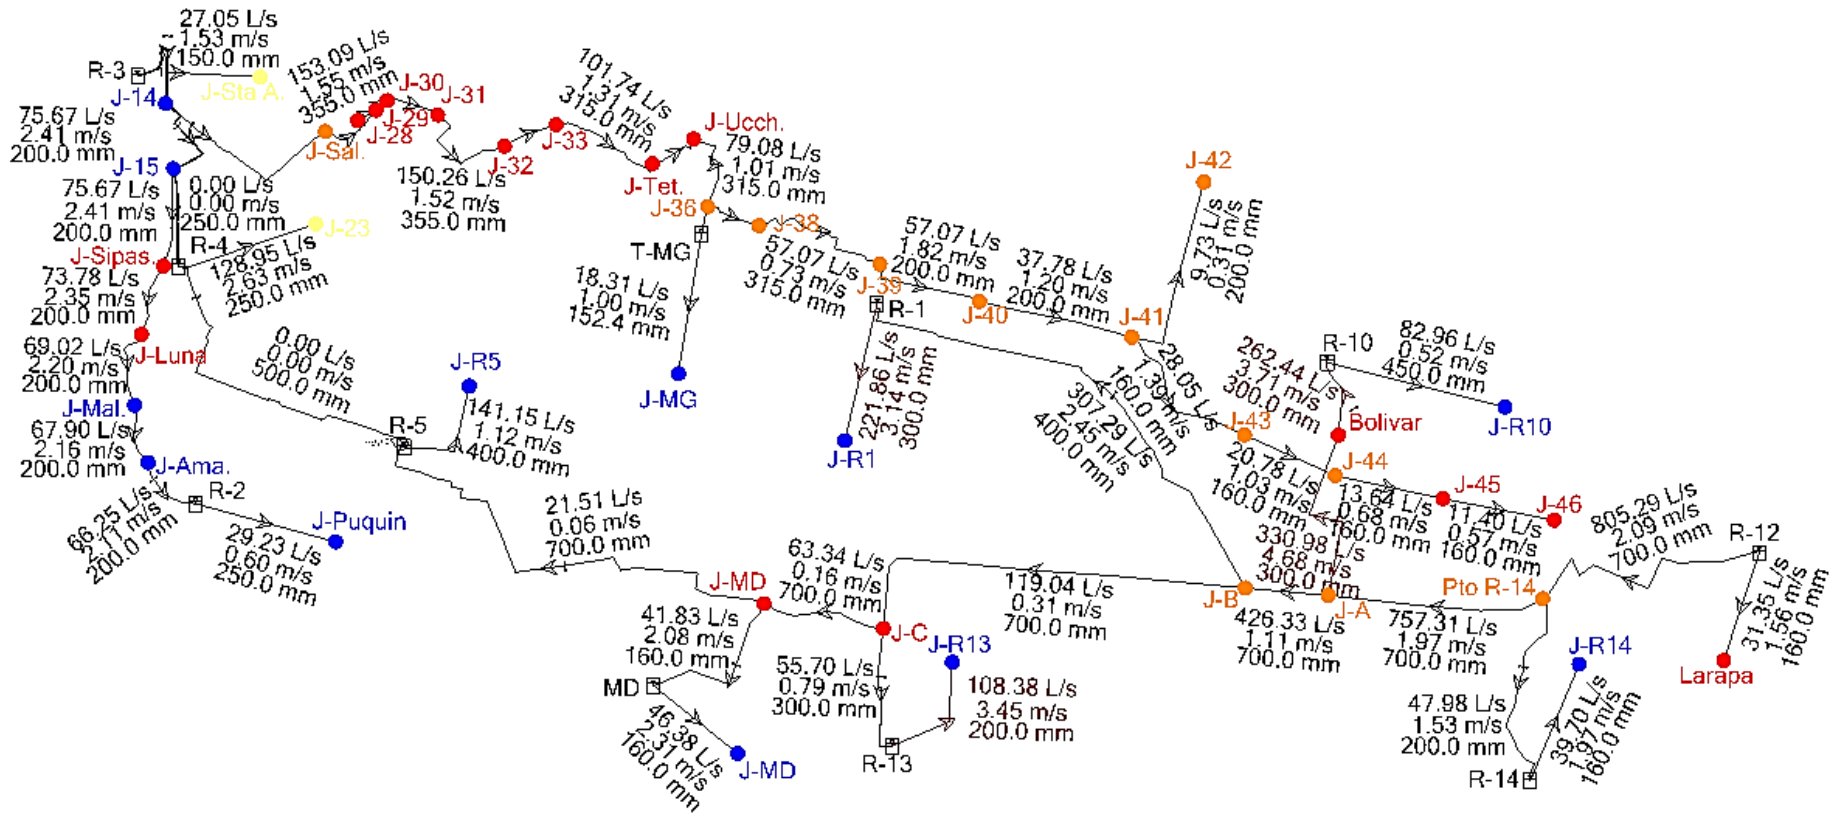 27.05 L/s
1.53 m/s
150.0 mm
R-3
J-Sta A.
J-14
153.09 L/s
1.55 m/s
355.0 mm
J-30
J-31
J-29
J-28
J-Sal.
75.67 L/s
2.41 m/s
200.0 mm
J-15
101.74 L/s
1.31 m/s
315.0 mm
J-33
J-32
J-Ucch.
J-Tet.
79.08 L/s
1.01 m/s
315.0 mm
150.26 L/s
1.52 m/s
355.0 mm
75.67 L/s
2.41 m/s
200.0 mm
0.00 L/s
0.00 m/s
250.0 mm
R-4
J-23
J-Sipas.
128.95 L/s
2.63 m/s
250.0 mm
J-36
J-38
T-MG
57.07 L/s
0.73 m/s
315.0 mm
J-39
57.07 L/s
1.82 m/s
200.0 mm
37.78 L/s
1.20 m/s
200.0 mm
J-42
9.73 L/s
0.31 m/s
200.0 mm
J-40
J-41
R-1
73.78 L/s
2.35 m/s
200.0 mm
J-Luna
18.31 L/s
1.00 m/s
152.4 mm
J-MG
69.02 L/s
2.20 m/s
200.0 mm
J-Mal.
0.00 L/s
0.00 m/s
500.0 mm
J-R5
R-5
141.15 L/s
1.12 m/s
400.0 mm
221.86 L/s
3.14 m/s
300.0 mm
J-R1
28.05 L/s
1.39 m/s
160.0 mm
307.29 L/s
2.45 m/s
400.0 mm
R-10
262.44 L/s
3.71 m/s
300.0 mm
82.96 L/s
0.52 m/s
450.0 mm
J-R10
Bolivar
J-43
J-44
J-45
J-46
20.78 L/s
1.03 m/s
160.0 mm
13.64 L/s
0.68 m/s
160.0 mm
11.40 L/s
0.57 m/s
160.0 mm
67.90 L/s
2.16 m/s
200.0 mm
J-Ama.
R-2
66.25 L/s
2.11 m/s
200.0 mm
29.23 L/s
0.60 m/s
250.0 mm
J-Puquin
21.51 L/s
0.06 m/s
700.0 mm
J-MD
63.34 L/s
0.16 m/s
700.0 mm
J-C
119.04 L/s
0.31 m/s
700.0 mm
330.98 L/s
4.68 m/s
300.0 mm
J-B
J-A
426.33 L/s
1.11 m/s
700.0 mm
757.31 L/s
1.97 m/s
700.0 mm
Pto R-14
805.29 L/s
2.09 m/s
700.0 mm
R-12
31.35 L/s
1.56 m/s
160.0 mm
Larapa
41.83 L/s
2.08 m/s
160.0 mm
MD
46.38 L/s
2.31 m/s
160.0 mm
J-MD
55.70 L/s
0.79 m/s
300.0 mm
R-13
J-R13
108.38 L/s
3.45 m/s
200.0 mm
47.98 L/s
1.53 m/s
200.0 mm
R-14
J-R14
39.70 L/s
1.97 m/s
160.0 mm